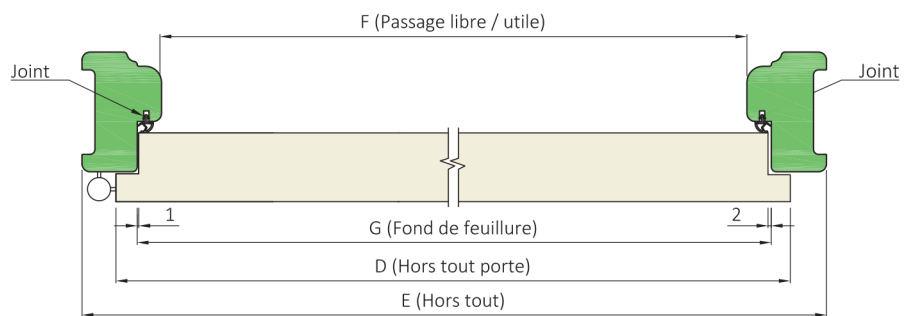 F (Passage libre / utile)
Joint
Joint
1
2
G (Fond de feuillure)
D (Hors tout porte)
E (Hors tout)